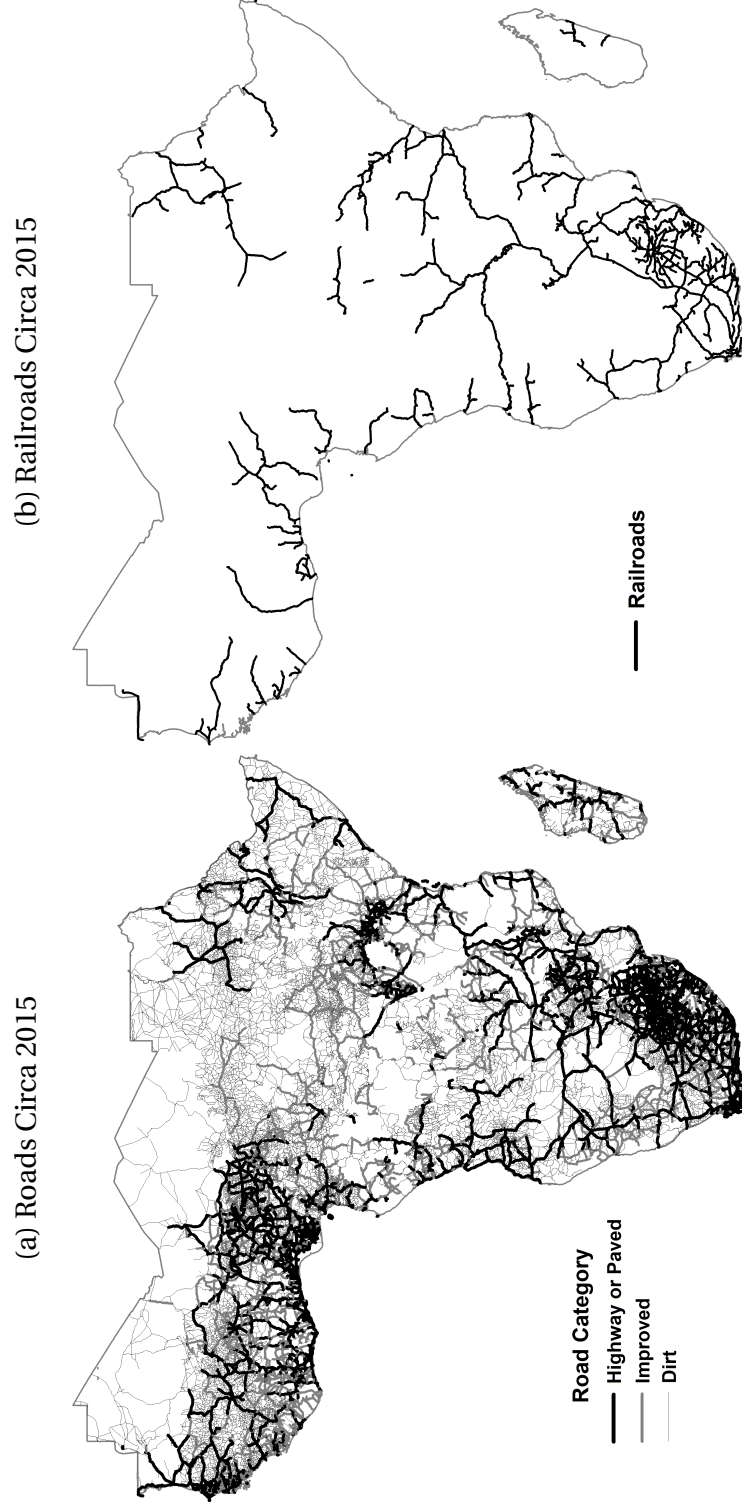 (a) Roads Circa 2015
Road Category
Highway or Paved
Improved
Dirt
(b) Railroads Circa 2015
Railroads